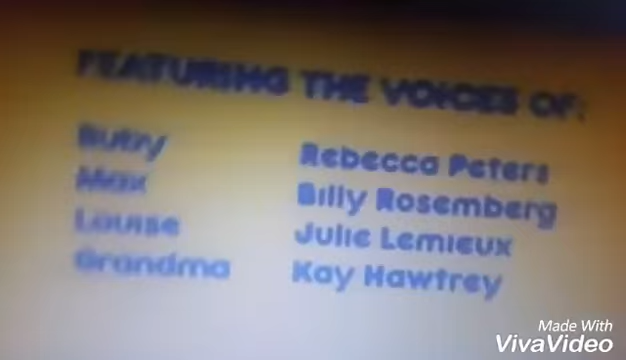 FEATURING THE VOICES OF:
Ruby Rebecca Peters
Max Billy Rosemberg
Louise Julie Lemieux
Grandma Kay Hawtrey
Made With
VivaVideo